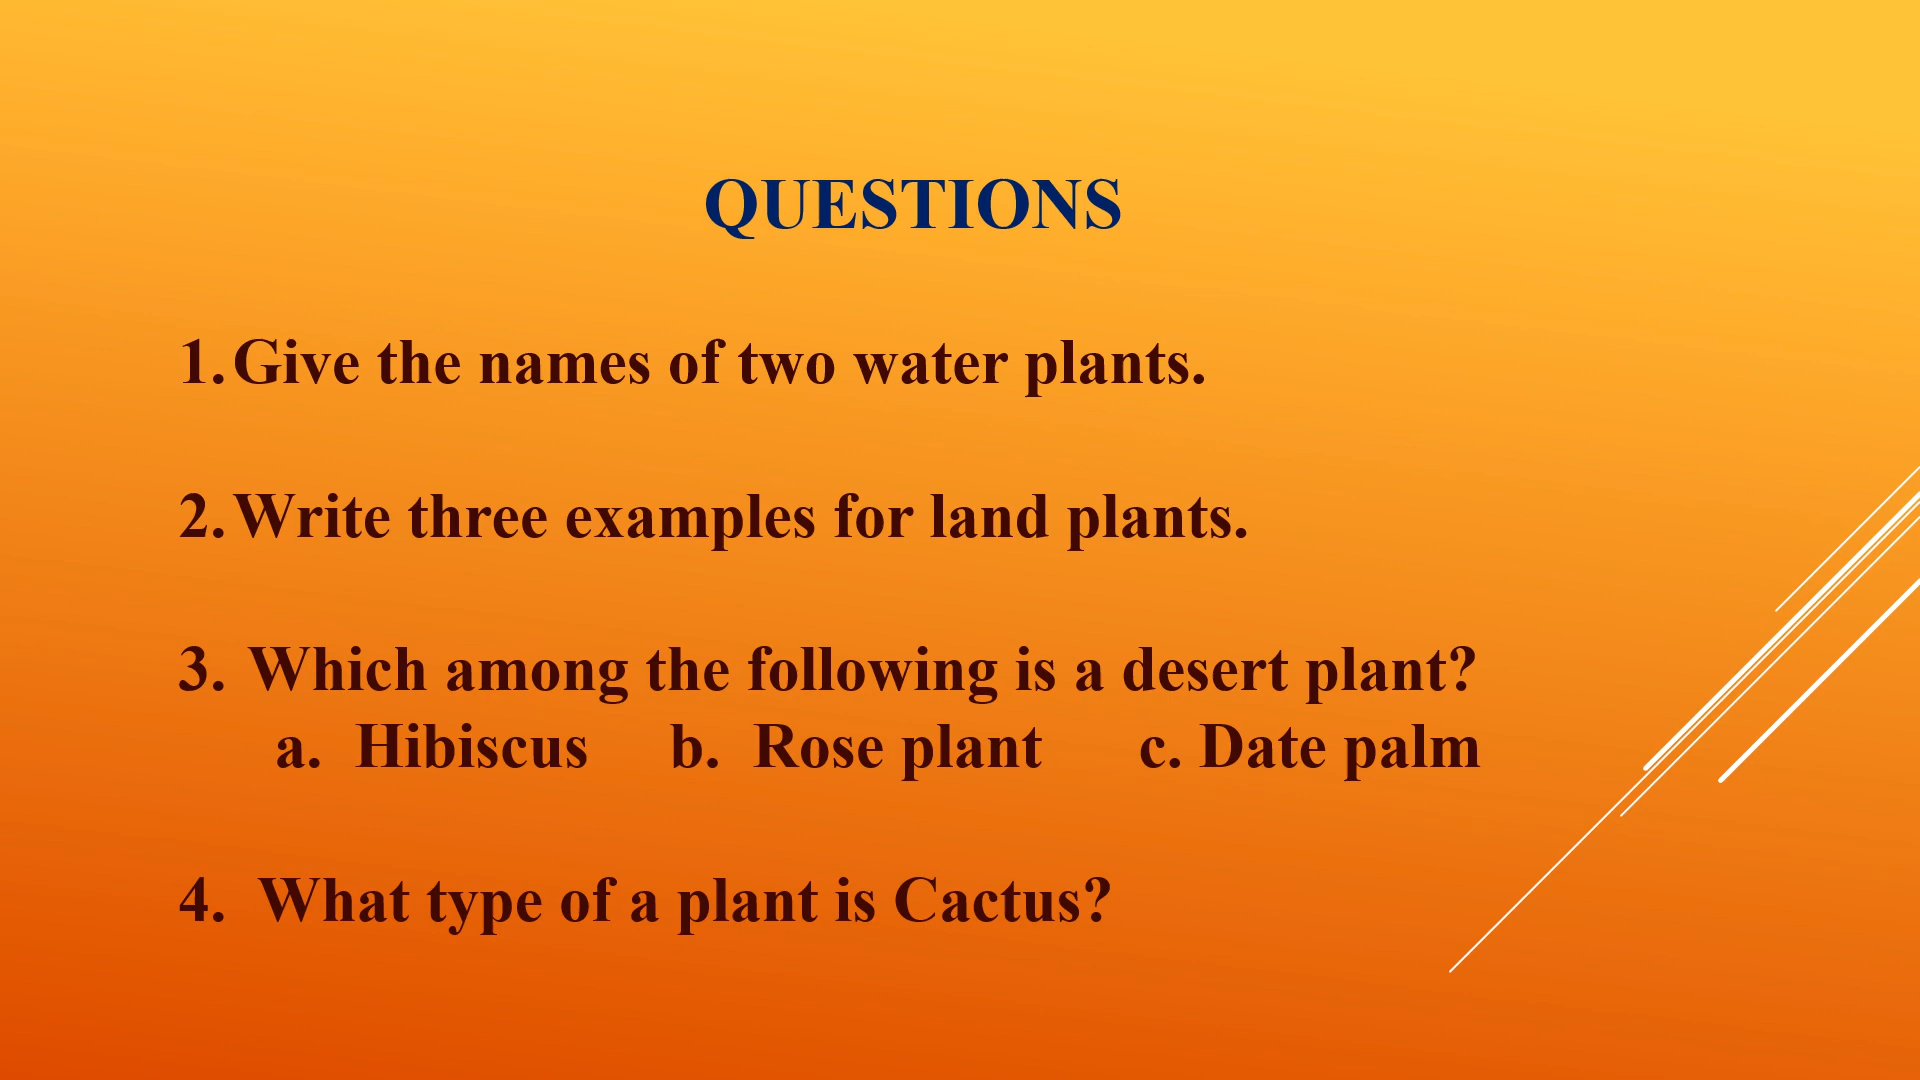 QUESTIONS
1. Give the names of two water plants.
2. Write three examples for land plants.
3. Which among the following is a desert plant?
a. Hibiscus b. Rose plant c. Date palm
4. What type of a plant is Cactus?